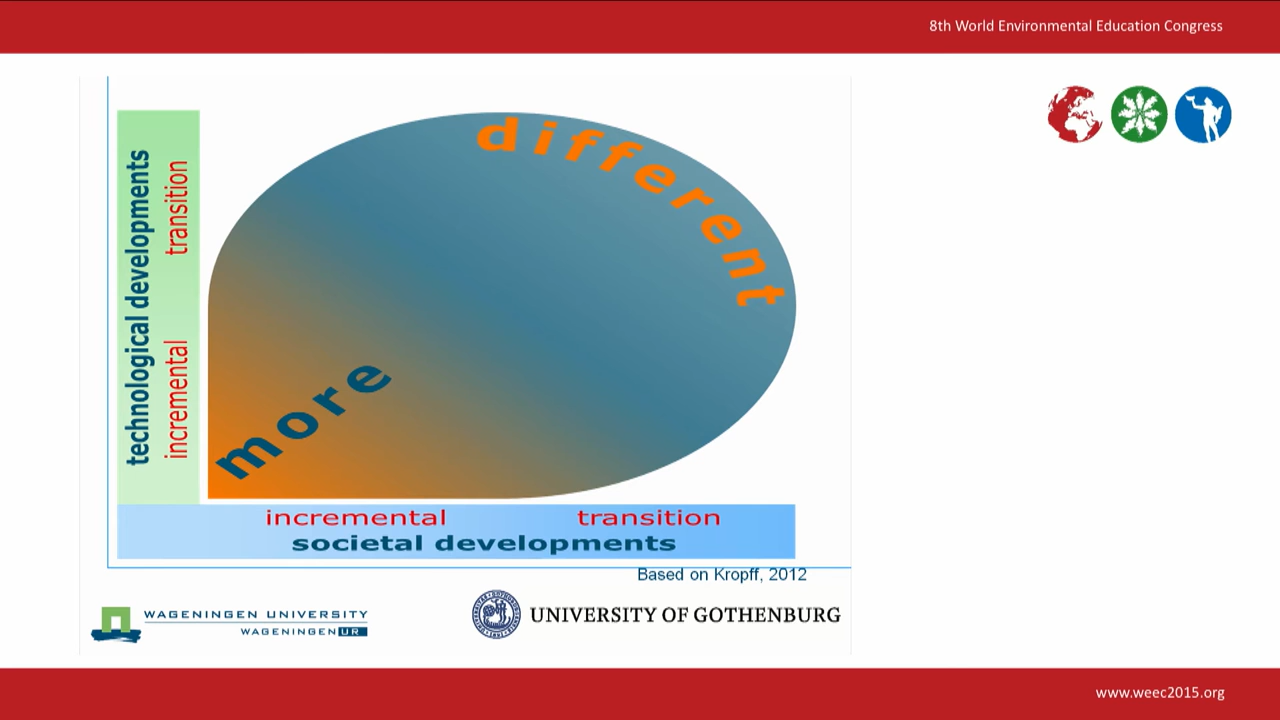 8th World Environmental Education Congress
technological developments
incremental transition
different
more
incremental transition
societal developments
Based on Kropff, 2012
WAGENINGEN UNIVERSITY
WAGENINGEN UR
UNIVERSITY OF GOTHENBURG
www.weec2015.org